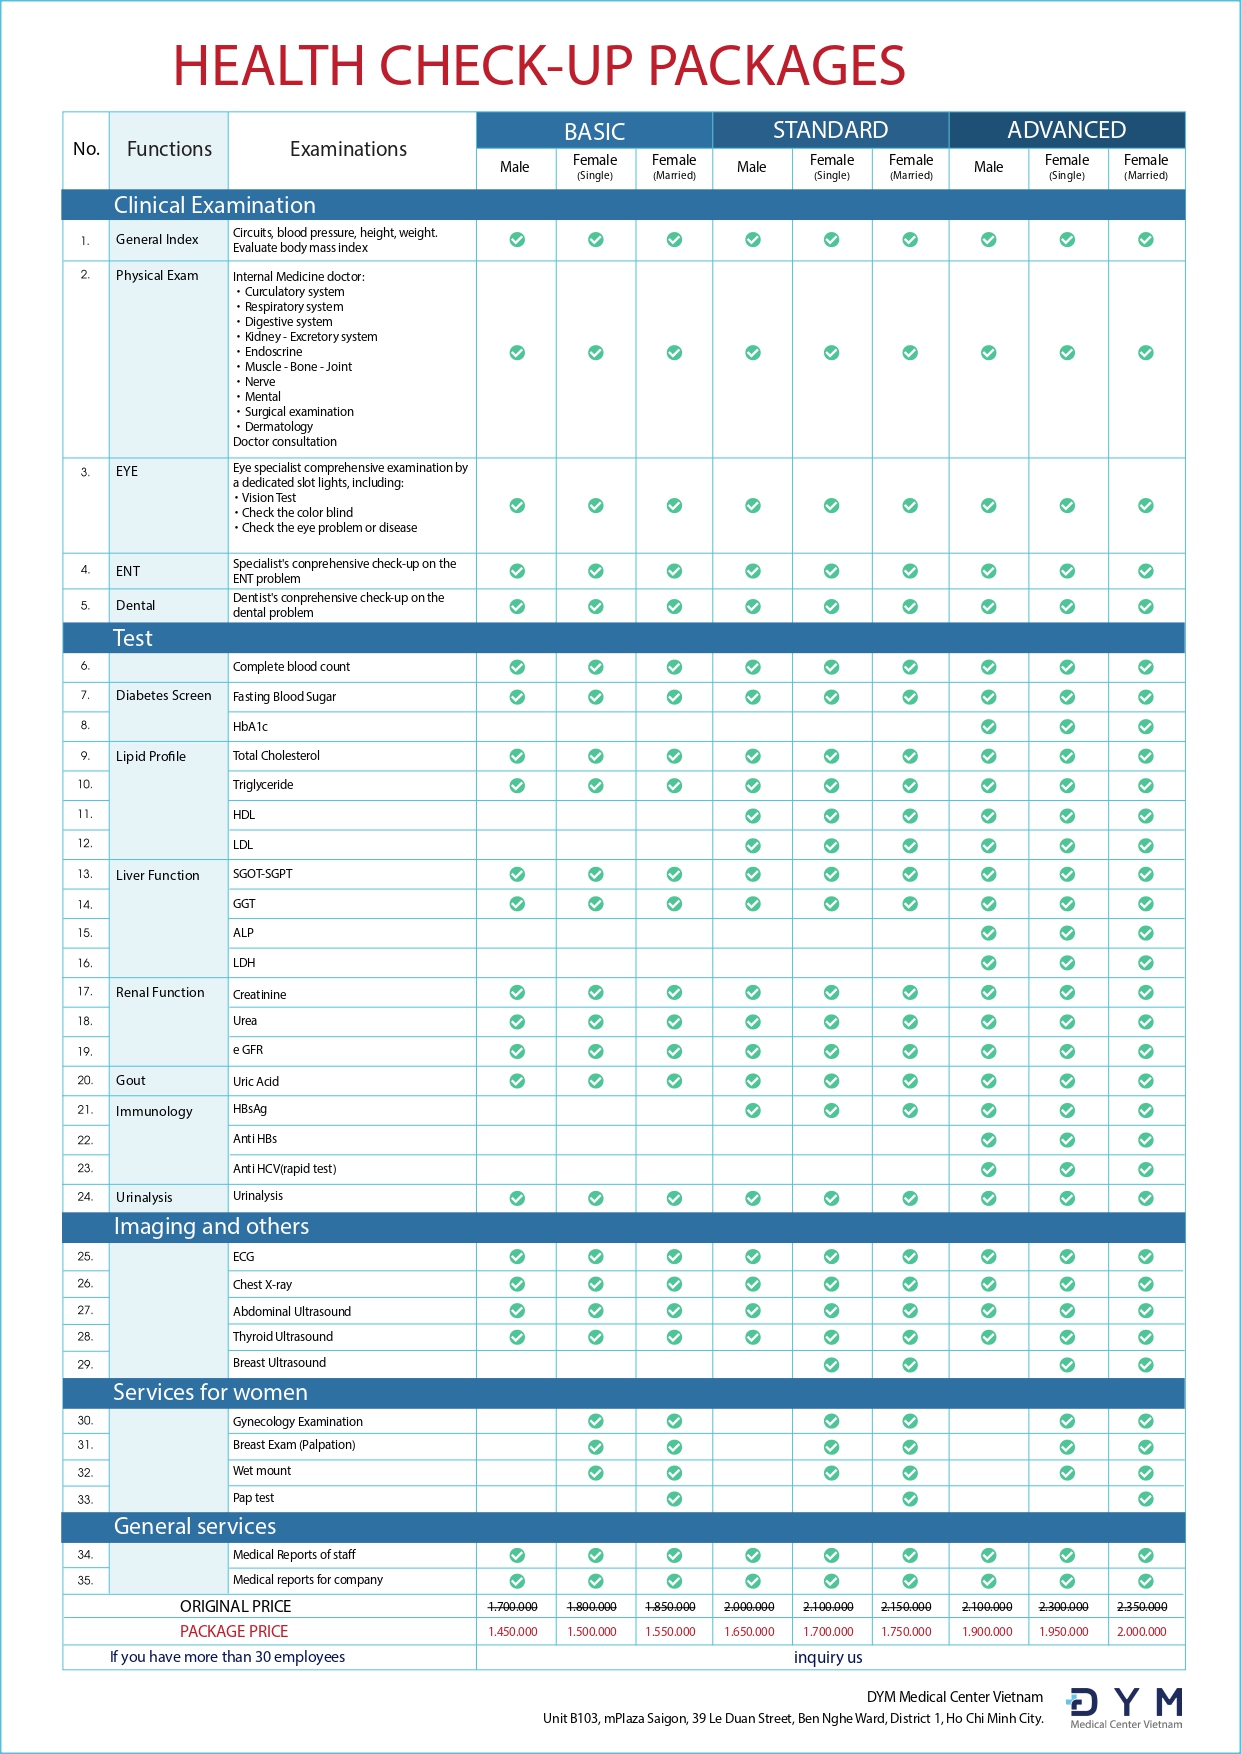 HEALTH CHECK-UP PACKAGES
No. Functions Examinations BASIC STANDARD ADVANCED
Male Female (Single) Female (Married) Male Female (Single) Female (Married) Male Female (Single) Female (Married)
Clinical Examination
1. General Index Circuits, blood pressure, height, weight.
Evaluate body mass index
2. Physical Exam Internal Medicine doctor:
・Curculatory system
・Respiratory system
・Digestive system
・Kidney - Excretory system
・Endoscrine
・Muscle - Bone - Joint
・Nerve
・Mental
・Surgical examination
・Dermatology
Doctor consultation
3. EYE Eye specialist comprehensive examination by
a dedicated slot lights, including:
・Vision Test
・Check the color blind
・Check the eye problem or disease
4. ENT Specialist's conprehensive check-up on the
ENT problem
5. Dental Dentist's conprehensive check-up on the
dental problem
Test
6. Complete blood count
7. Diabetes Screen Fasting Blood Sugar
8. HbA1c
9. Lipid Profile Total Cholesterol
10. Triglyceride
11. HDL
12. LDL
13. Liver Function SGOT-SGPT
14. GGT
15. ALP
16. LDH
17. Renal Function Creatinine
18. Urea
19. e GFR
20. Gout Uric Acid
21. Immunology HBsAg
22. Anti HBs
23. Anti HCV(rapid test)
24. Urinalysis Urinalysis
Imaging and others
25. ECG
26. Chest X-ray
27. Abdominal Ultrasound
28. Thyroid Ultrasound
29. Breast Ultrasound
Services for women
30. Gynecology Examination
31. Breast Exam (Palpation)
32. Wet mount
33. Pap test
General services
34. Medical Reports of staff
35. Medical reports for company
ORIGINAL PRICE 1.700.000 1.800.000 1.850.000 2.000.000 2.100.000 2.150.000 2.100.000 2.300.000 2.350.000
PACKAGE PRICE 1.450.000 1.500.000 1.550.000 1.650.000 1.700.000 1.750.000 1.900.000 1.950.000 2.000.000
If you have more than 30 employees inquiry us
DYM Medical Center Vietnam
Unit B103, mPlaza Saigon, 39 Le Duan Street, Ben Nghe Ward, District 1, Ho Chi Minh City.
DYM
Medical Center Vietnam